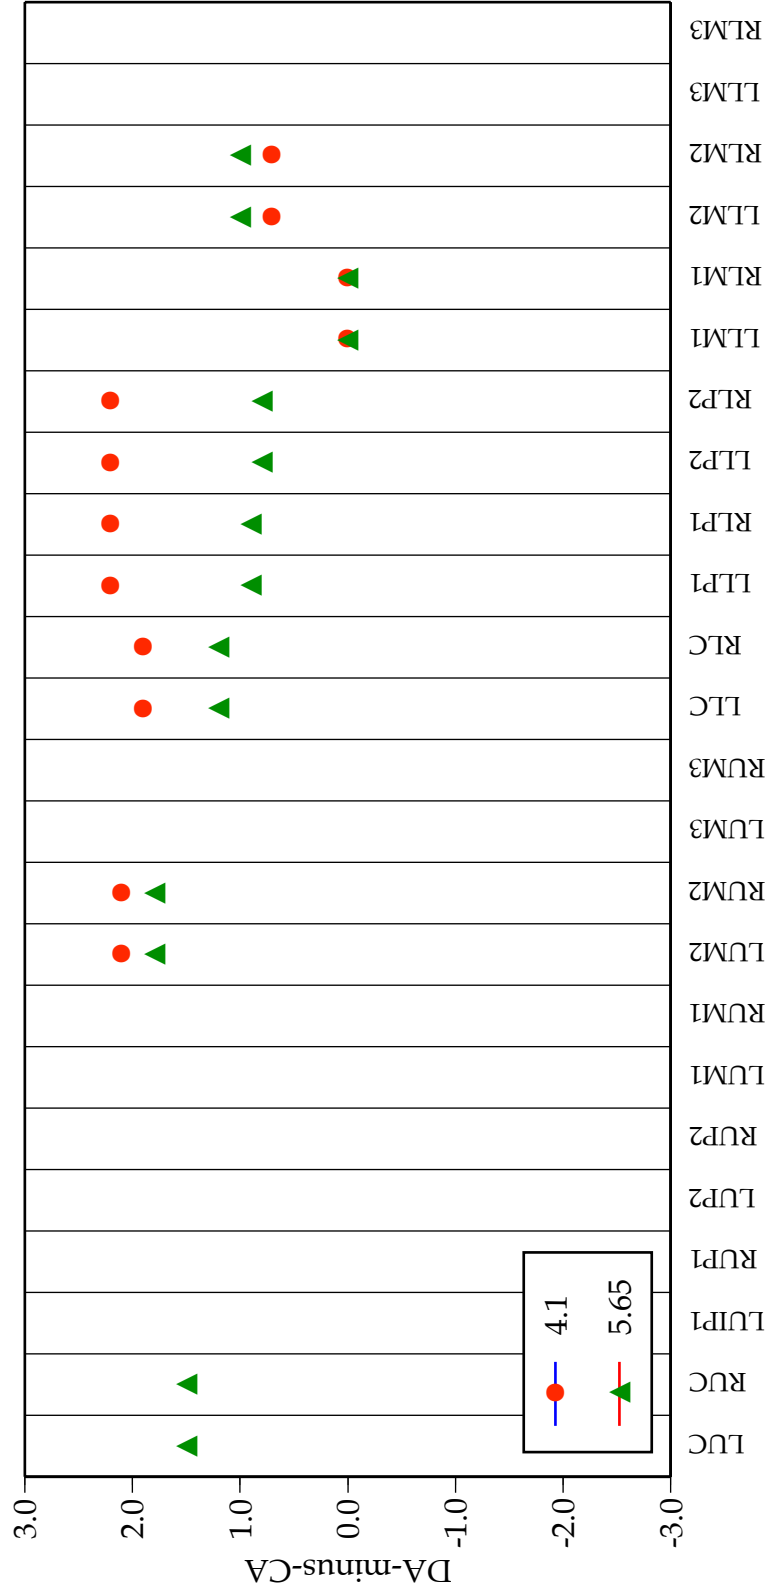 RLM3
LLM3
RLM2
LLM2
RLM1
LLM1
RLP2
LLP2
RLP1
LLP1
RLC
LLC
RUM3
LUM3
RUM2
LUM2
RUM1
LUM1
RUP2
LUP2
RUP1
LUIP1
RUC
LUC
4.1
5.65
3.0
2.0
1.0
0.0
-1.0
-2.0
-3.0
DA-minus-CA